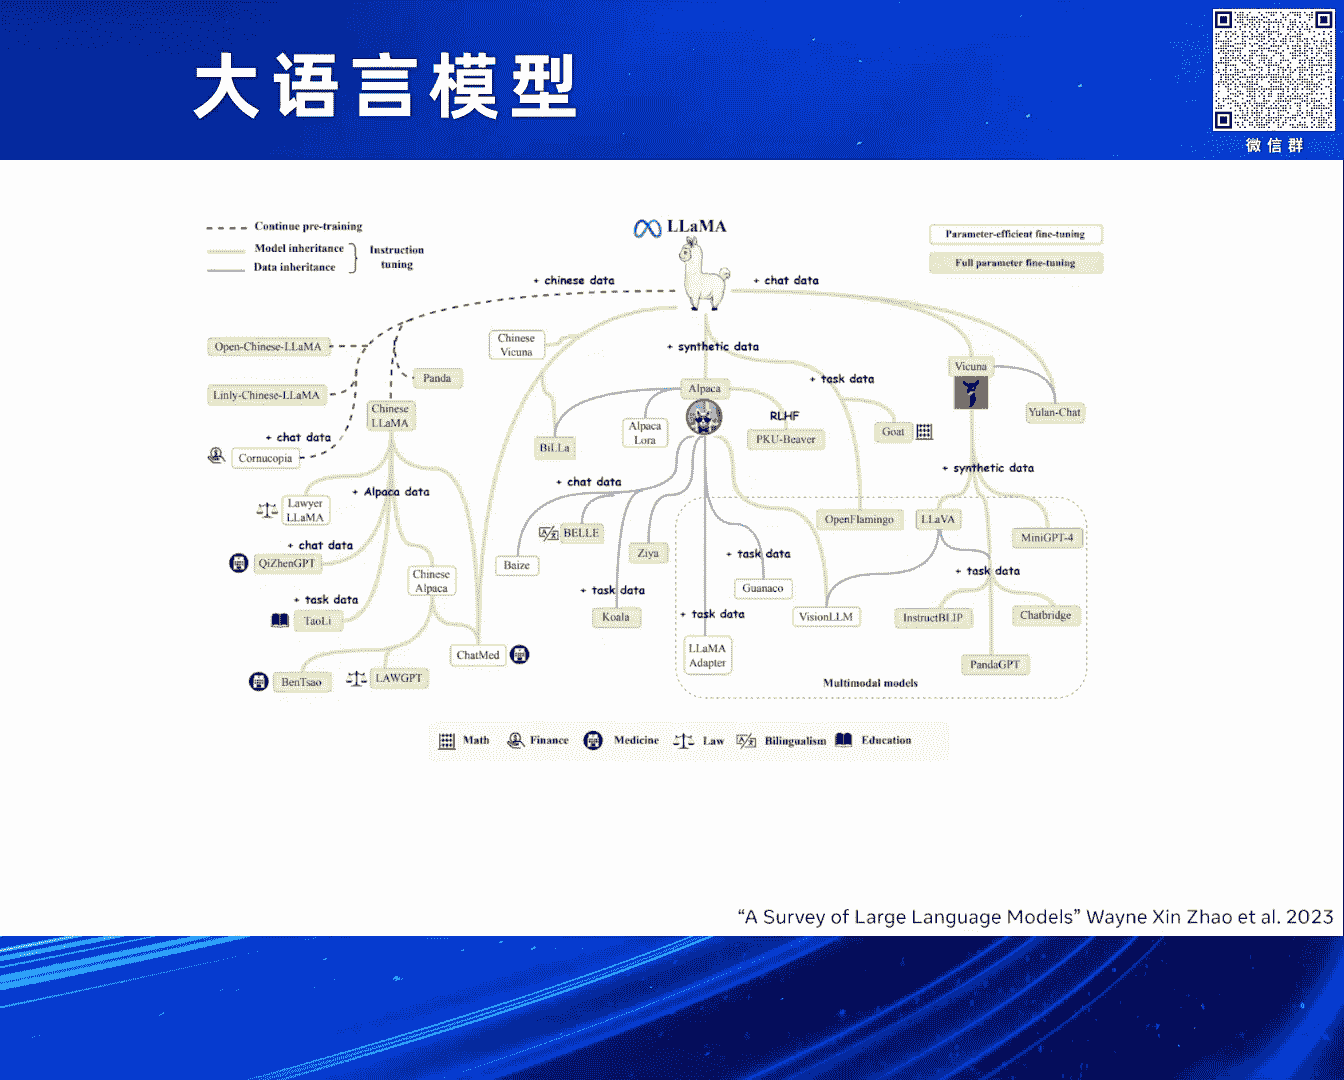 大语言模型
微信群
LLaMA
Continue pre-training
Model inheritance
Data inheritance
Instruction
tuning
Parameter-efficient fine-tuning
Full parameter fine-tuning
+ chinese data
+ chat data
Chinese
Vicuna
+ synthetic data
Open-Chinese-LLaMA
Panda
Vicuna
+ task data
Alpaca
Linly-Chinese-LLaMA
Chinese
LLaMA
Yulan-Chat
RLHF
Alpaca
Lora
PKU-Beaver
Goat
BiLLa
+ chat data
Cornucopia
+ synthetic data
+ chat data
+ Alpaca data
Lawyer
LLaMA
OpenFlamingo
LLaVA
BELLE
MiniGPT-4
+ chat data
Ziya
+ task data
QiZhenGPT
Baize
+ task data
Chinese
Alpaca
Guanaco
+ task data
+ task data
TaoLi
Koala
+ task data
VisionLLM
InstructBLIP
Chatbridge
ChatMed
LLaMA
Adapter
PandaGPT
BenTsao
LAWGPT
Multimodal models
Math
Finance
Medicine
Law
Bilingualism
Education
“A Survey of Large Language Models” Wayne Xin Zhao et al. 2023